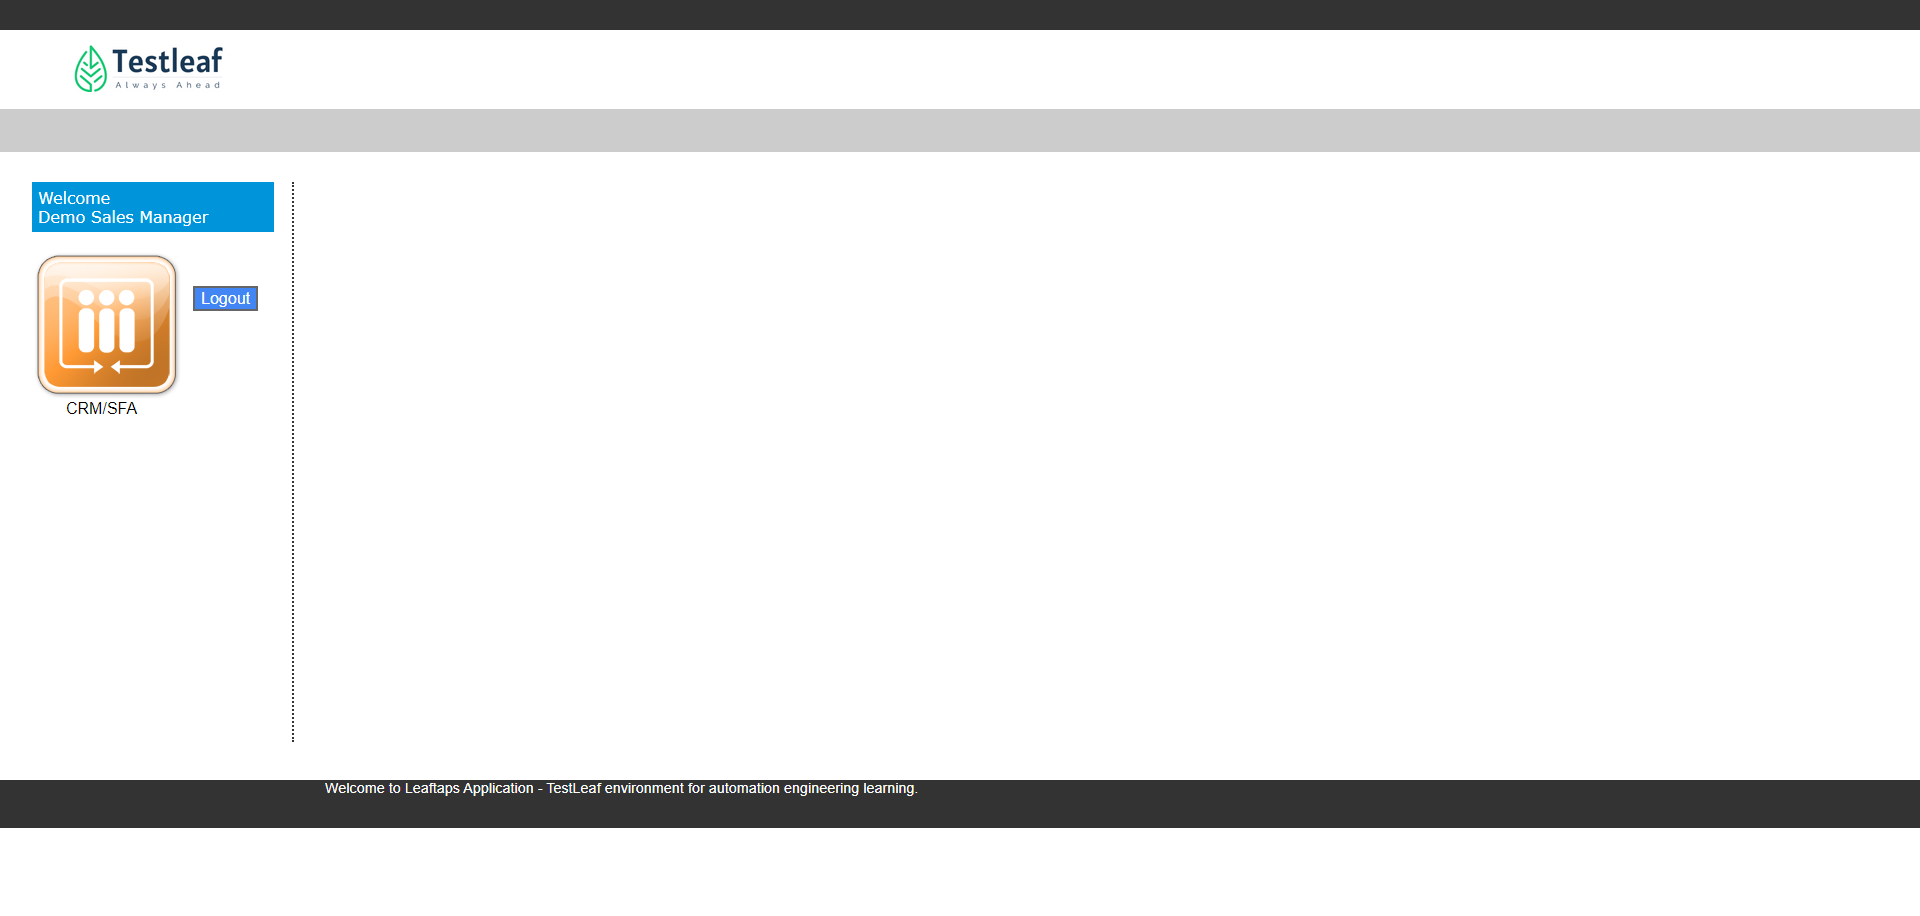 Testleaf
Always Ahead
Welcome
Demo Sales Manager
Logout
CRM/SFA
Welcome to Leaftaps Application - TestLeaf environment for automation engineering learning.